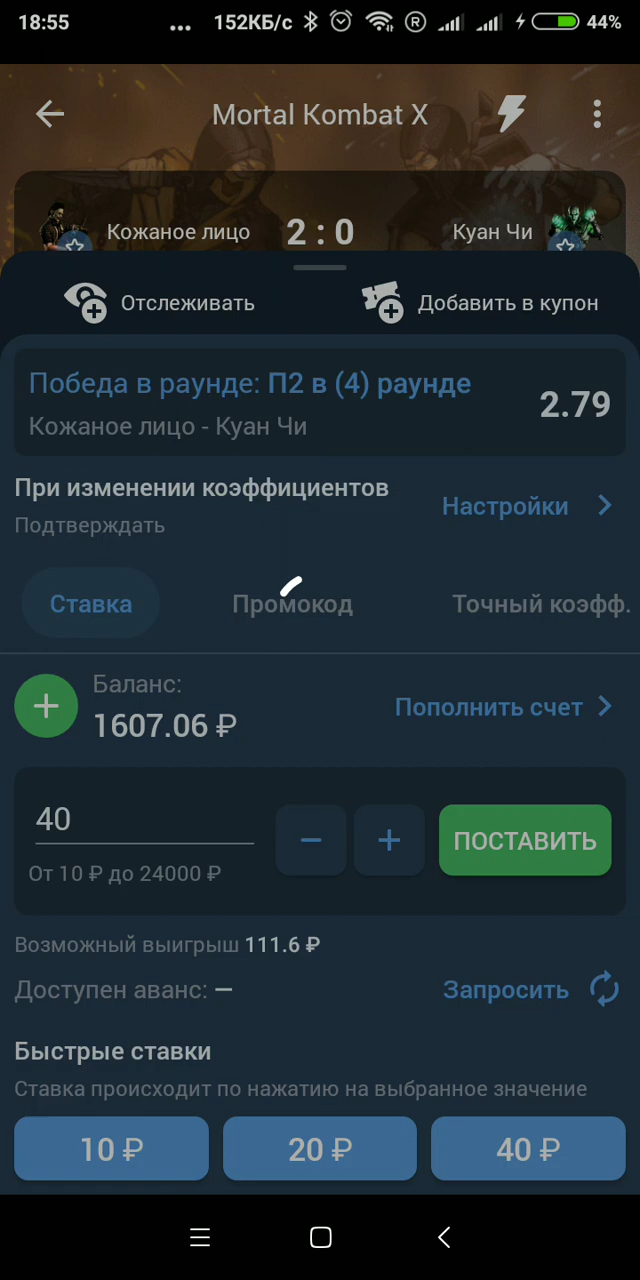 18:55 ... 152КБ/с R 44%
Mortal Kombat X
Кожаное лицо 2 : 0 Куан Чи
Отслеживать Добавить в купон
Победа в раунде: П2 в (4) раунде 2.79
Кожаное лицо - Куан Чи
При изменении коэффициентов
Подтверждать Настройки
Ставка Промокод Точный коэфф.
Баланс:
1607.06 ₽ Пополнить счет
40 − + ПОСТАВИТЬ
От 10 ₽ до 24000 ₽
Возможный выигрыш 111.6 ₽
Доступен аванс: — Запросить
Быстрые ставки
Ставка происходит по нажатию на выбранное значение
10 ₽ 20 ₽ 40 ₽